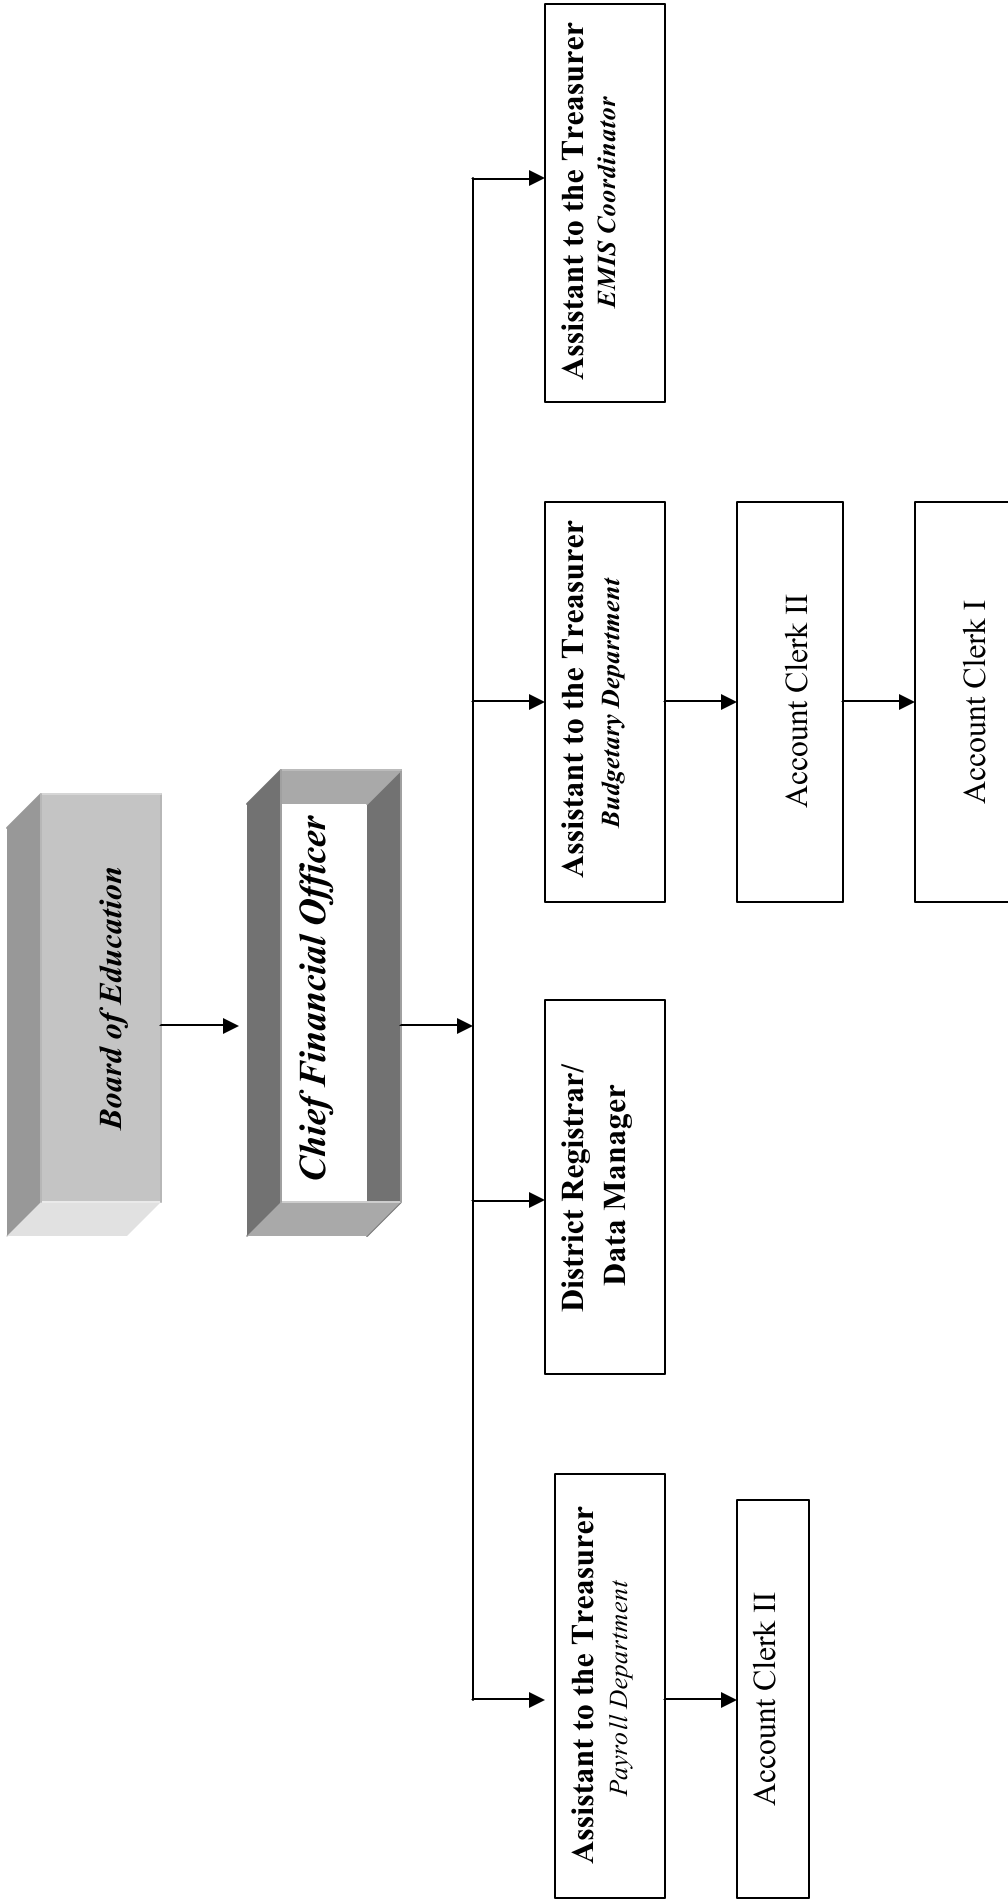 Board of Education
Chief Financial Officer
Assistant to the Treasurer
Payroll Department
District Registrar/
Data Manager
Assistant to the Treasurer
Budgetary Department
Assistant to the Treasurer
EMIS Coordinator
Account Clerk II
Account Clerk II
Account Clerk I